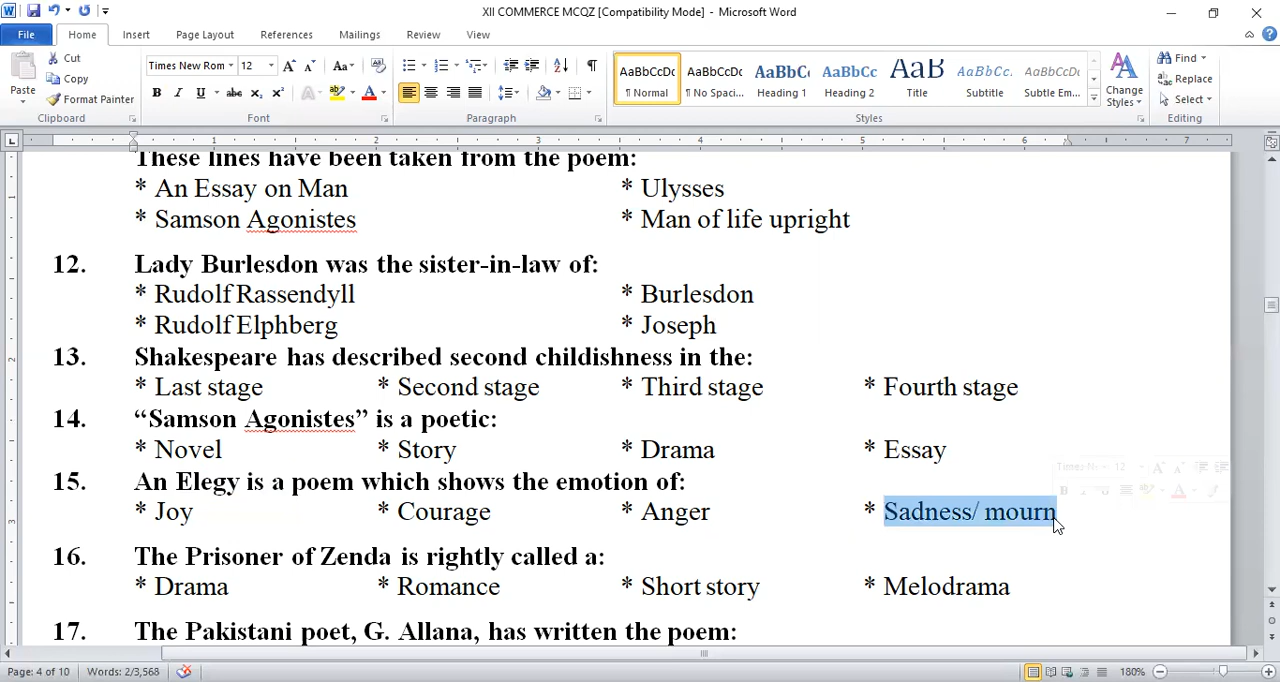 XII COMMERCE MCQZ [Compatibility Mode] - Microsoft Word
File Home Insert Page Layout References Mailings Review View
Paste Cut Copy Format Painter Clipboard
Times New Rom 12 Font
Paragraph
AaBbCcDc AaBbCcDc AaBbC AaBbCc AaB AaBbCc. AaBbCcDc
Normal No Spaci... Heading 1 Heading 2 Title Subtitle Subtle Em... Change Styles Styles
Find Replace Select Editing
1 2 3 4 5 6 7
These lines have been taken from the poem:
* An Essay on Man * Ulysses
* Samson Agonistes * Man of life upright
12. Lady Burlesdon was the sister-in-law of:
* Rudolf Rassendyll * Burlesdon
* Rudolf Elphberg * Joseph
13. Shakespeare has described second childishness in the:
* Last stage * Second stage * Third stage * Fourth stage
14. “Samson Agonistes” is a poetic:
* Novel * Story * Drama * Essay
15. An Elegy is a poem which shows the emotion of:
* Joy * Courage * Anger * Sadness/ mourn
16. The Prisoner of Zenda is rightly called a:
* Drama * Romance * Short story * Melodrama
17. The Pakistani poet, G. Allana, has written the poem:
Page: 4 of 10 Words: 2/3,568 180%